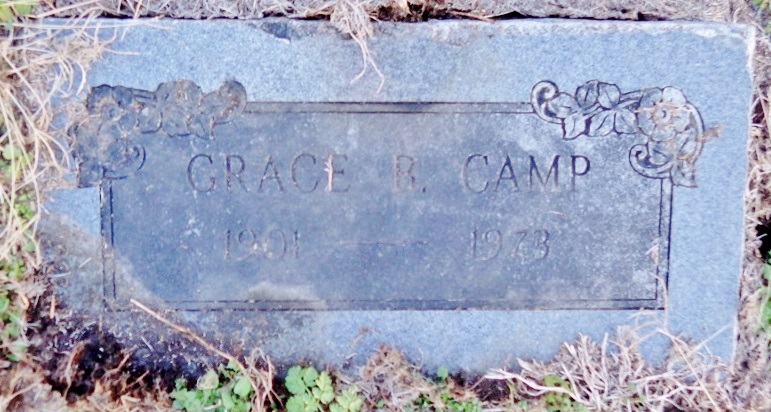 GRACE B. CAMP
1901 — 1973